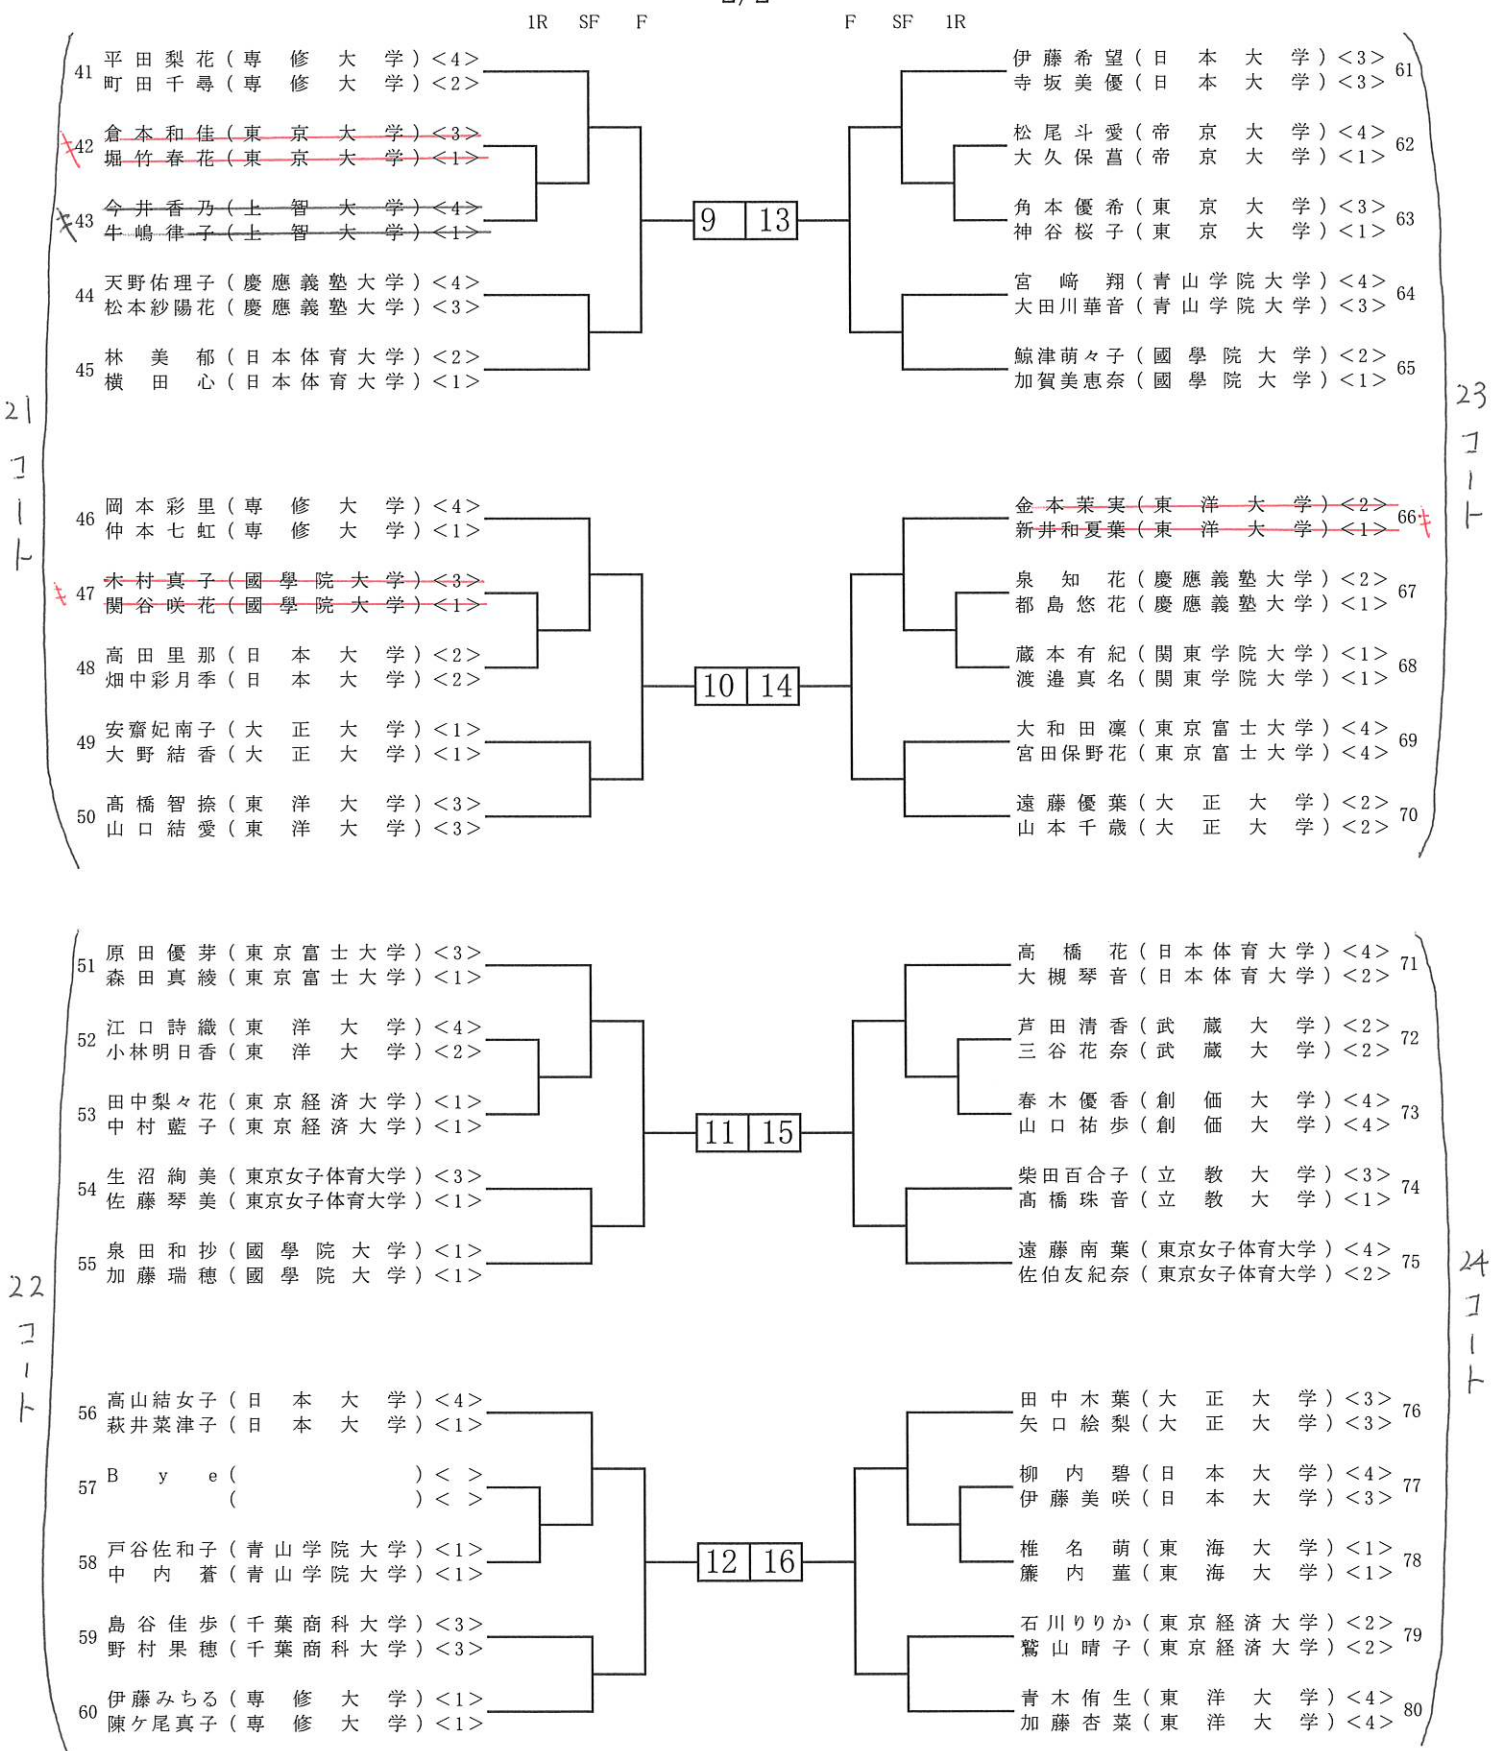 2/2
1R SF F
F SF 1R
41 平田梨花(専修大学)<4>
町田千尋(専修大学)<2>
42 倉本和佳(東京大学)<3>
堀竹春花(東京大学)<1>
キ
43 今井香乃(上智大学)<4>
牛嶋律子(上智大学)<1>
キ
44 天野佑理子(慶應義塾大学)<4>
松本紗陽花(慶應義塾大学)<3>
45 林美郁(日本体育大学)<2>
横田心(日本体育大学)<1>
9
21コート
46 岡本彩里(専修大学)<4>
仲本七虹(専修大学)<1>
47 木村真子(國學院大学)<3>
関谷咲花(國學院大学)<1>
キ
48 高田里那(日本大学)<2>
畑中彩月季(日本大学)<2>
49 安齋妃南子(大正大学)<1>
大野結香(大正大学)<1>
50 髙橋智捺(東洋大学)<3>
山口結愛(東洋大学)<3>
10
51 原田優芽(東京富士大学)<3>
森田真綾(東京富士大学)<1>
52 江口詩織(東洋大学)<4>
小林明日香(東洋大学)<2>
53 田中梨々花(東京経済大学)<1>
中村藍子(東京経済大学)<1>
54 生沼絢美(東京女子体育大学)<3>
佐藤琴美(東京女子体育大学)<1>
55 泉田和抄(國學院大学)<1>
加藤瑞穂(國學院大学)<1>
11
22コート
56 髙山結女子(日本大学)<4>
萩井菜津子(日本大学)<1>
57 Bye( )< >
( )< >
58 戸谷佐和子(青山学院大学)<1>
中内蒼(青山学院大学)<1>
59 島谷佳歩(千葉商科大学)<3>
野村果穂(千葉商科大学)<3>
60 伊藤みちる(専修大学)<1>
陳ケ尾真子(専修大学)<1>
12
伊藤希望(日本大学)<3> 61
寺坂美優(日本大学)<3>
松尾斗愛(帝京大学)<4> 62
大久保菖(帝京大学)<1>
角本優希(東京大学)<3> 63
神谷桜子(東京大学)<1>
宮﨑翔(青山学院大学)<4> 64
大田川華音(青山学院大学)<3>
鯨津萌々子(國學院大学)<2> 65
加賀美恵奈(國學院大学)<1>
13
23コート
金本茉実(東洋大学)<2> 66
新井和夏葉(東洋大学)<1>
キ
泉知花(慶應義塾大学)<2> 67
都島悠花(慶應義塾大学)<1>
蔵本有紀(関東学院大学)<1> 68
渡邉真名(関東学院大学)<1>
大和田凜(東京富士大学)<4> 69
宮田保野花(東京富士大学)<4>
遠藤優葉(大正大学)<2> 70
山本千歳(大正大学)<2>
14
高橋花(日本体育大学)<4> 71
大槻琴音(日本体育大学)<2>
芦田清香(武蔵大学)<2> 72
三谷花奈(武蔵大学)<2>
春木優香(創価大学)<4> 73
山口祐歩(創価大学)<4>
柴田百合子(立教大学)<3> 74
髙橋珠音(立教大学)<1>
遠藤南葉(東京女子体育大学)<4> 75
佐伯友紀奈(東京女子体育大学)<2>
15
24コート
田中木葉(大正大学)<3> 76
矢口絵梨(大正大学)<3>
柳内碧(日本大学)<4> 77
伊藤美咲(日本大学)<3>
椎名萌(東海大学)<1> 78
簾内菫(東海大学)<1>
石川りりか(東京経済大学)<2> 79
鷲山晴子(東京経済大学)<2>
青木侑生(東洋大学)<4> 80
加藤杏菜(東洋大学)<4>
16